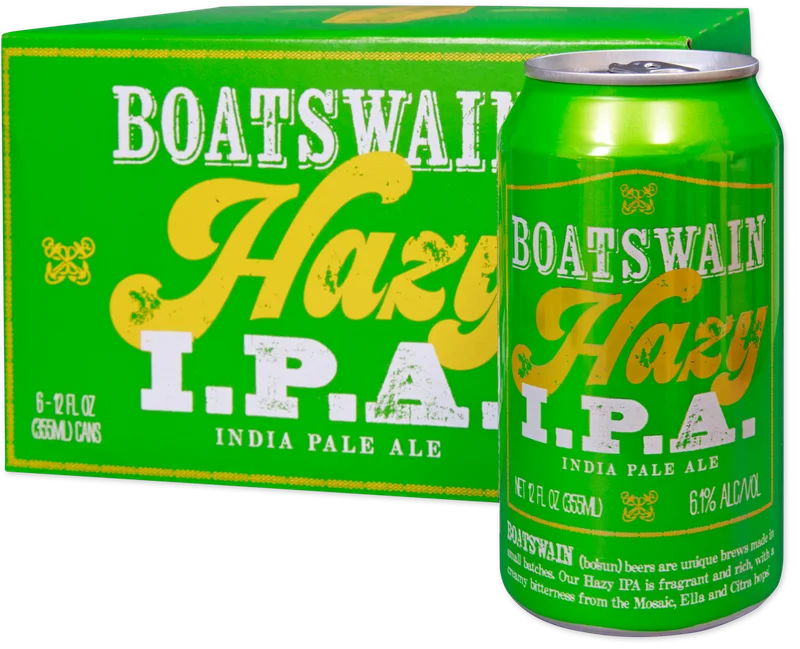 BOATSWAIN
Hazy
I.P.A.
INDIA PALE ALE
6 - 12 FL OZ
(355ML) CANS
BOATSWAIN
Hazy
I.P.A.
INDIA PALE ALE
NET 12 FL OZ (355ML)
6.1% ALC/VOL
BOATSWAIN (bosun) beers are unique brews made in
small batches. Our Hazy IPA is fragrant and rich, with a
creamy bitterness from the Mosaic, Ella and Citra hops